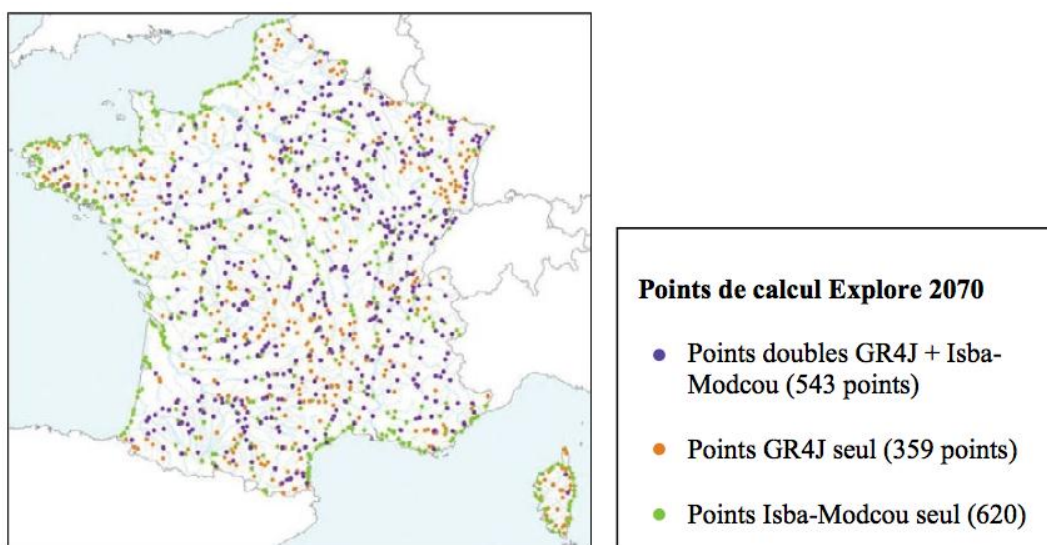 Points de calcul Explore 2070
Points doubles GR4J + Isba-
Modcou (543 points)
Points GR4J seul (359 points)
Points Isba-Modcou seul (620)